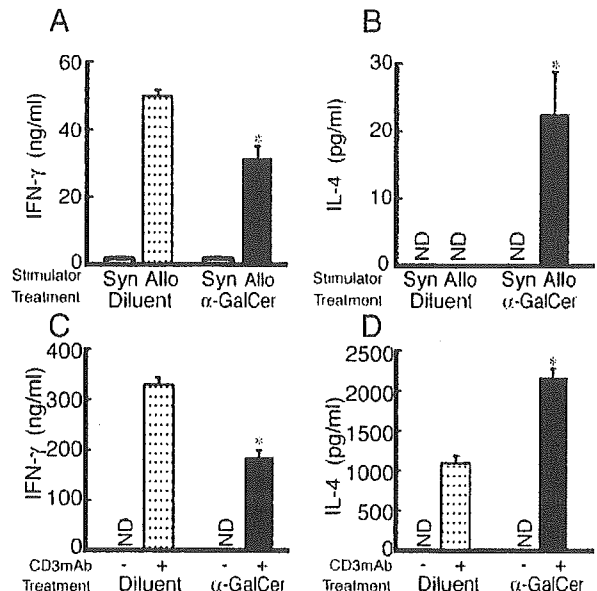 A
IFN-γ (ng/ml)
60
40
20
0
Stimulator
Syn Allo Syn Allo
Treatment
Diluent α-GalCer
*
B
IL-4 (pg/ml)
30
20
10
0
ND ND ND
*
Syn Allo Syn Allo
Diluent α-GalCer
C
IFN-γ (ng/ml)
400
300
200
100
0
ND ND
*
CD3mAb - + - +
Treatment Diluent α-GalCer
D
IL-4 (pg/ml)
2500
2000
1500
1000
500
0
ND ND
*
CD3mAb - + - +
Treatment Diluent α-GalCer